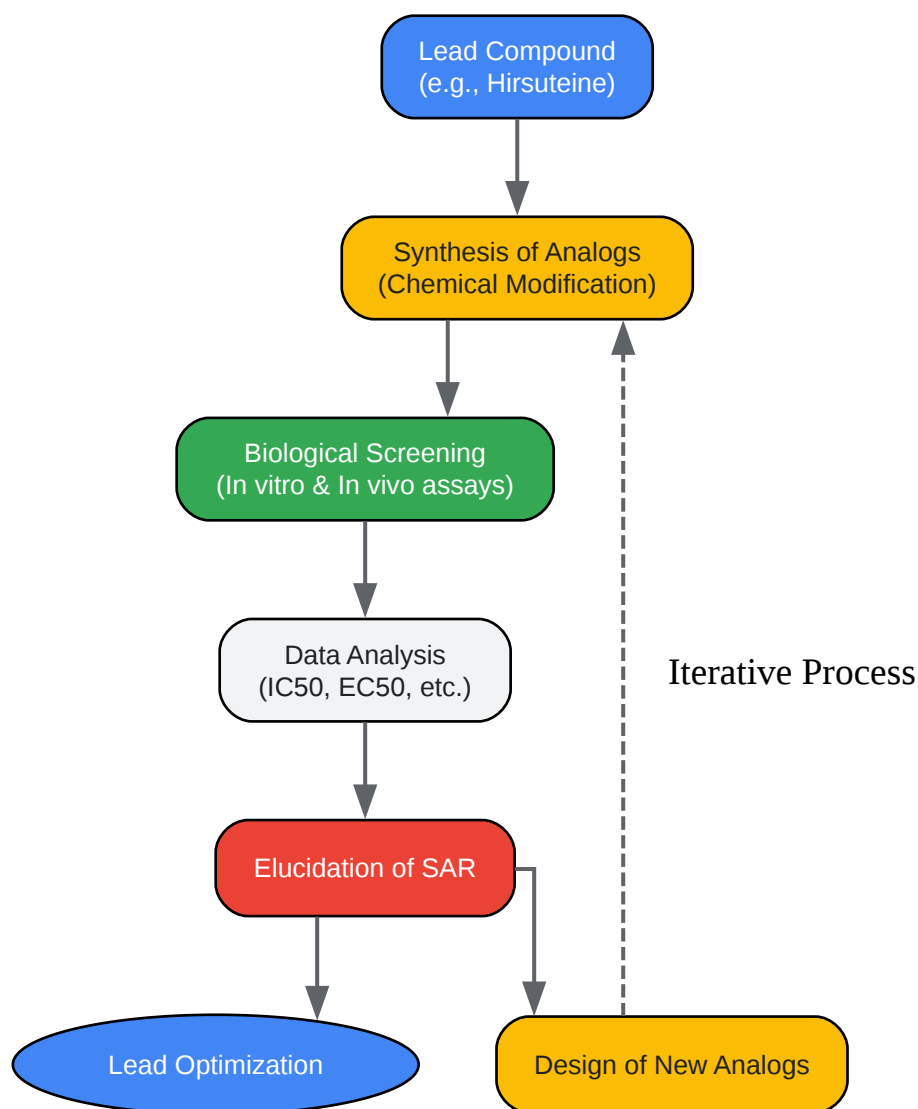 Lead Compound
(e.g., Hirsuteine)
Synthesis of Analogs
(Chemical Modification)
Biological Screening
(In vitro & In vivo assays)
Data Analysis
(IC50, EC50, etc.)
Iterative Process
Elucidation of SAR
Lead Optimization
Design of New Analogs